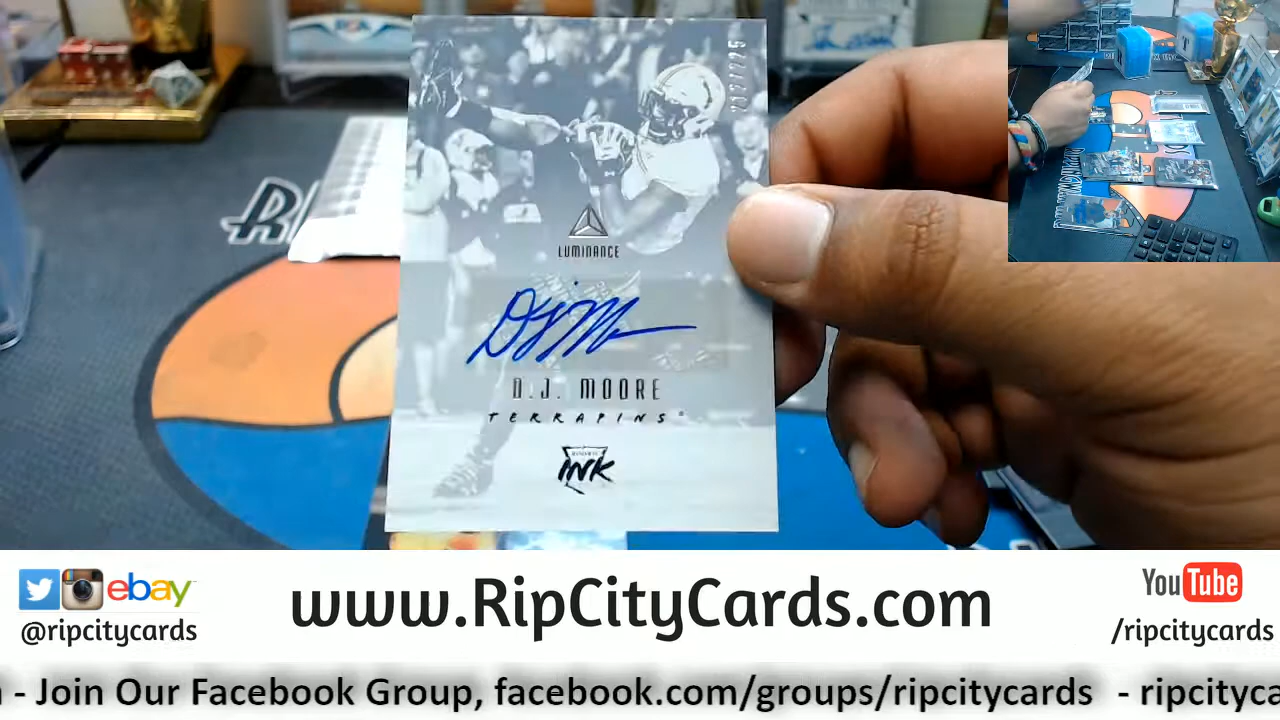 LUMINANCE
D.J. MOORE
TERRAPINS
INK
ebay
@ripcitycards
www.RipCityCards.com
YouTube
/ripcitycards
- Join Our Facebook Group, facebook.com/groups/ripcitycards - ripcityca